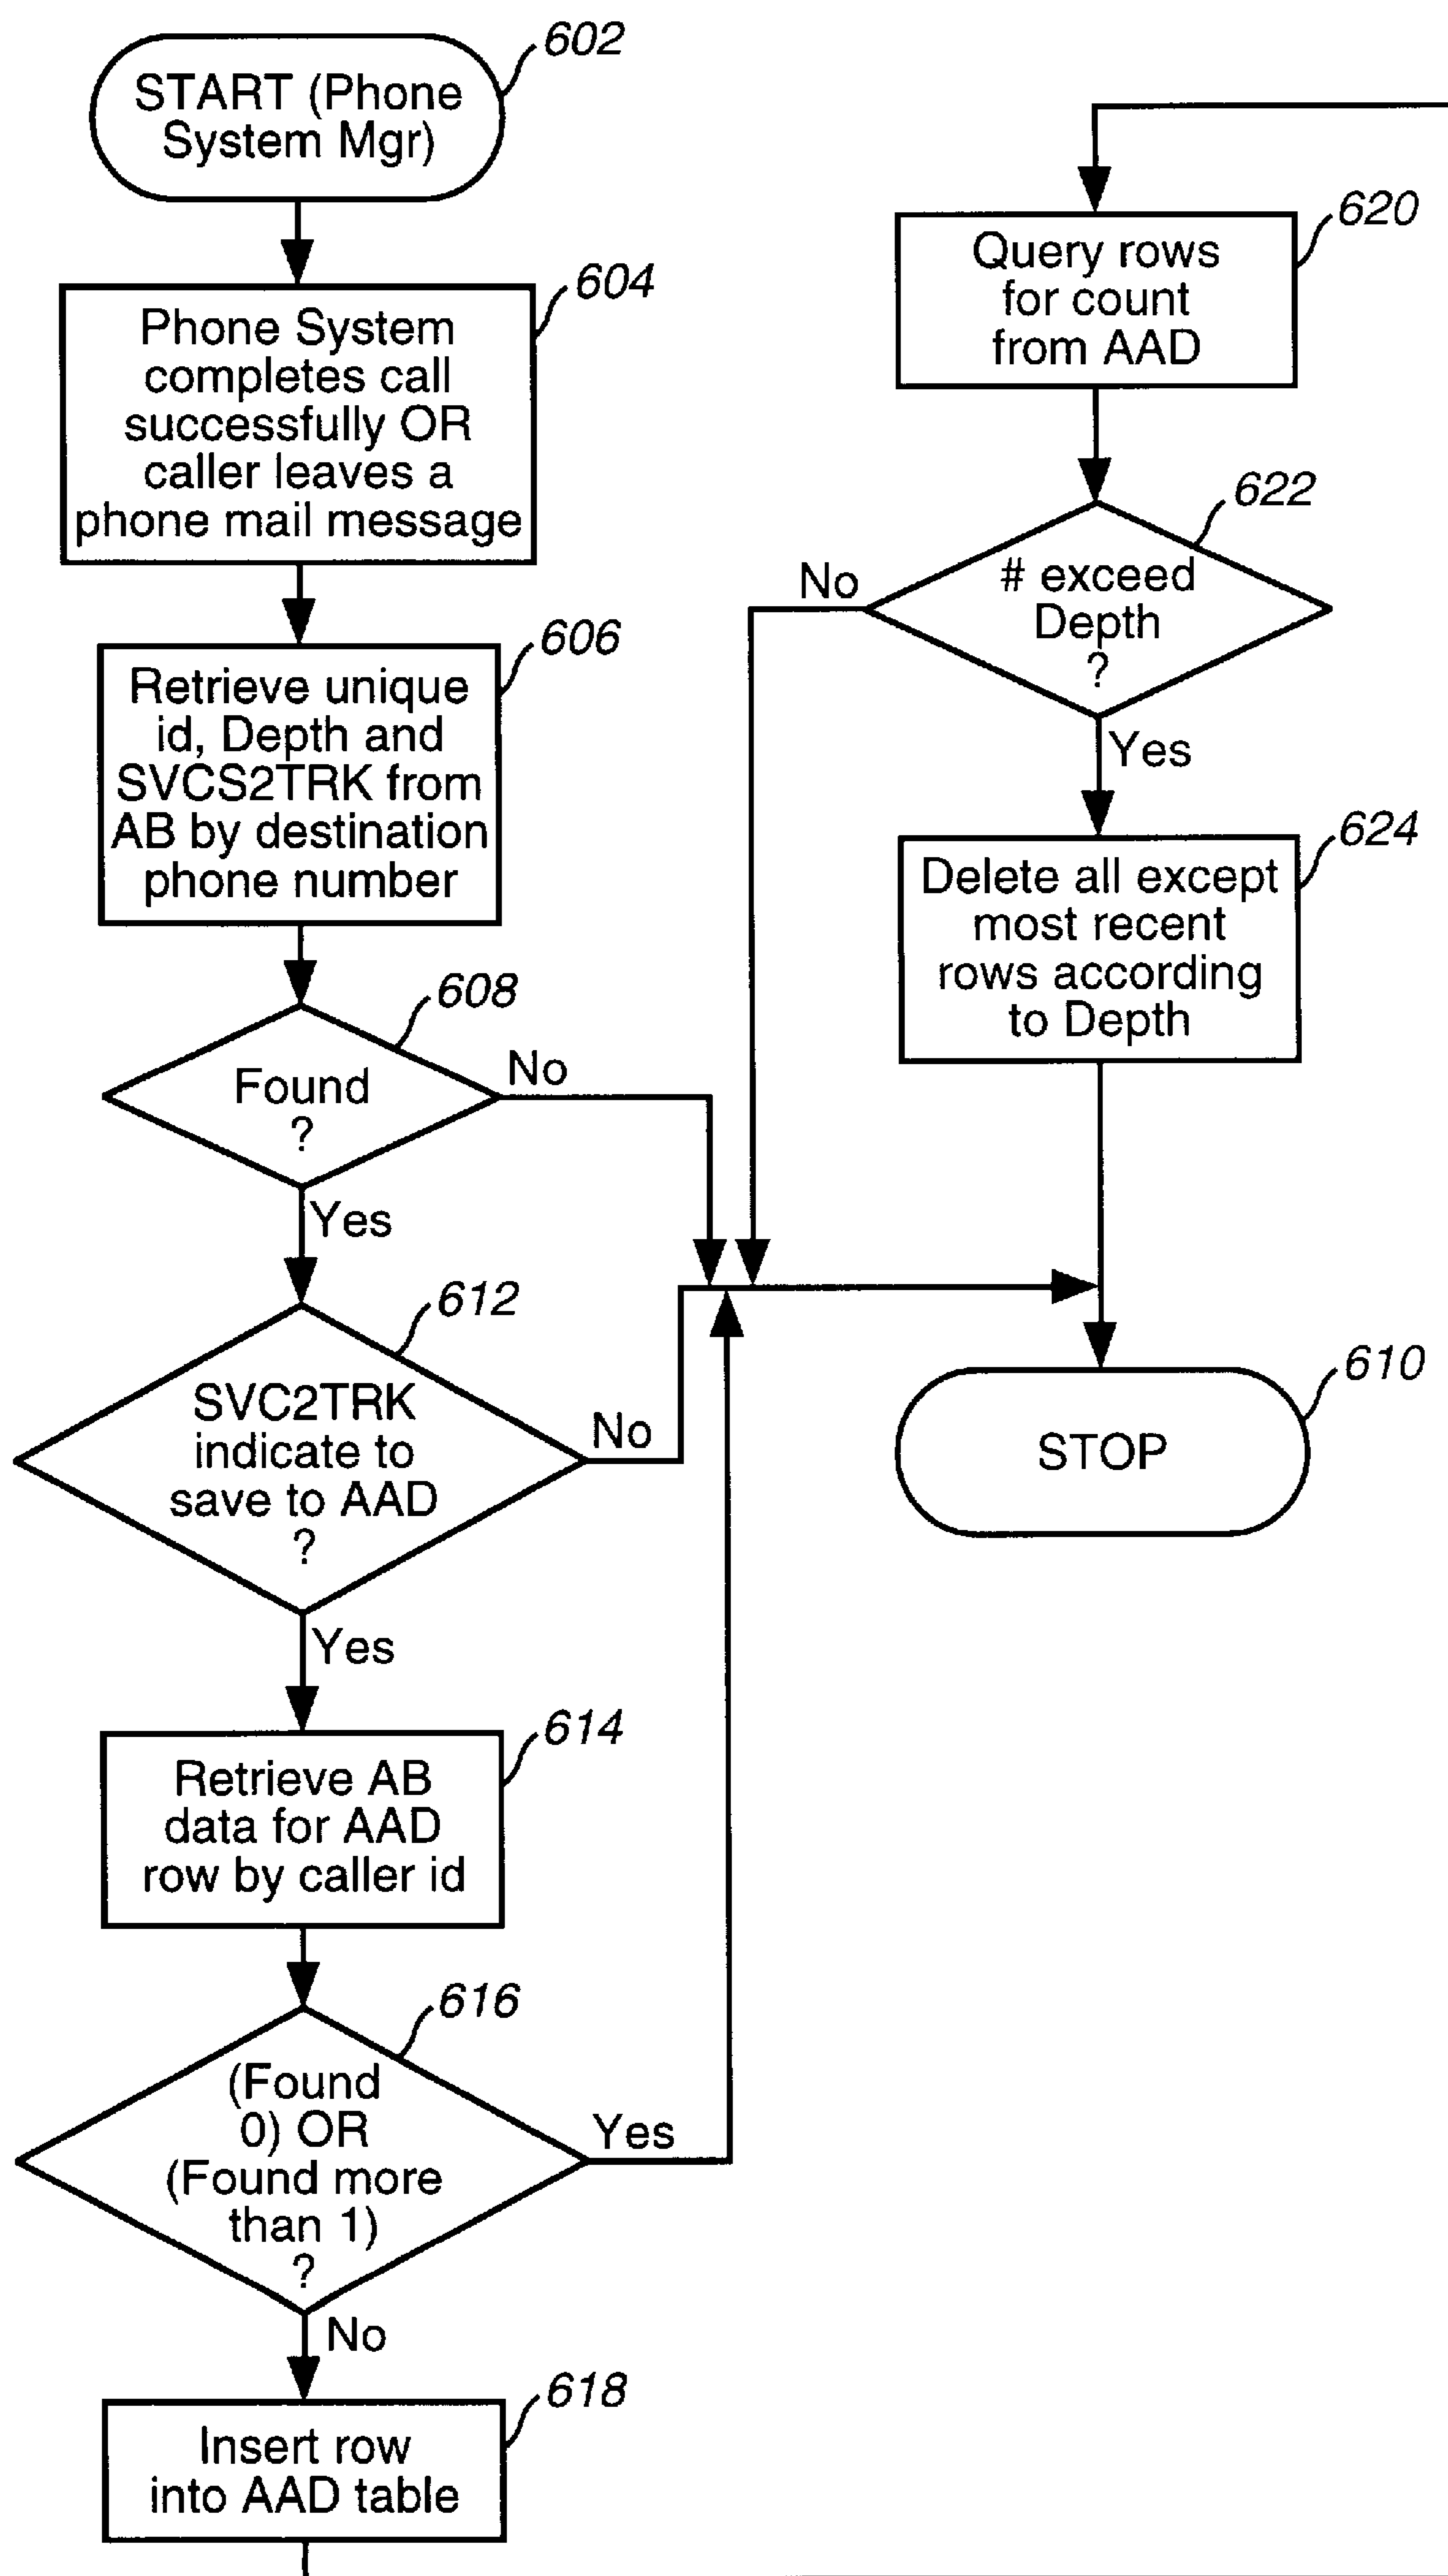 602
START (Phone
System Mgr)
604
Phone System
completes call
successfully OR
caller leaves a
phone mail message
606
Retrieve unique
id, Depth and
SVCS2TRK from
AB by destination
phone number
608
Found
?
No
Yes
612
SVC2TRK
indicate to
save to AAD
?
No
Yes
614
Retrieve AB
data for AAD
row by caller id
616
(Found
0) OR
(Found more
than 1)
?
Yes
No
618
Insert row
into AAD table
620
Query rows
for count
from AAD
622
# exceed
Depth
?
No
Yes
624
Delete all except
most recent
rows according
to Depth
610
STOP